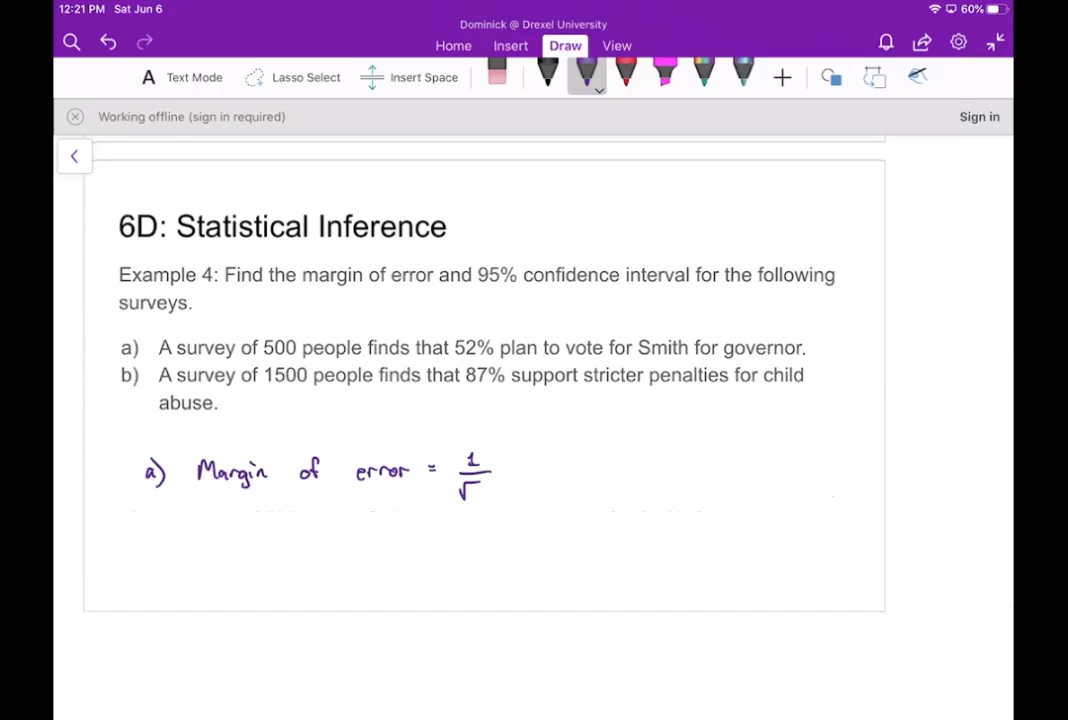 12:21 PM Sat Jun 6
60%
Dominick @ Drexel University
Home Insert Draw View
A Text Mode Lasso Select Insert Space
Working offline (sign in required) Sign in
6D: Statistical Inference
Example 4: Find the margin of error and 95% confidence interval for the following
surveys.
a) A survey of 500 people finds that 52% plan to vote for Smith for governor.
b) A survey of 1500 people finds that 87% support stricter penalties for child
abuse.
a) Margin of error = 1/√